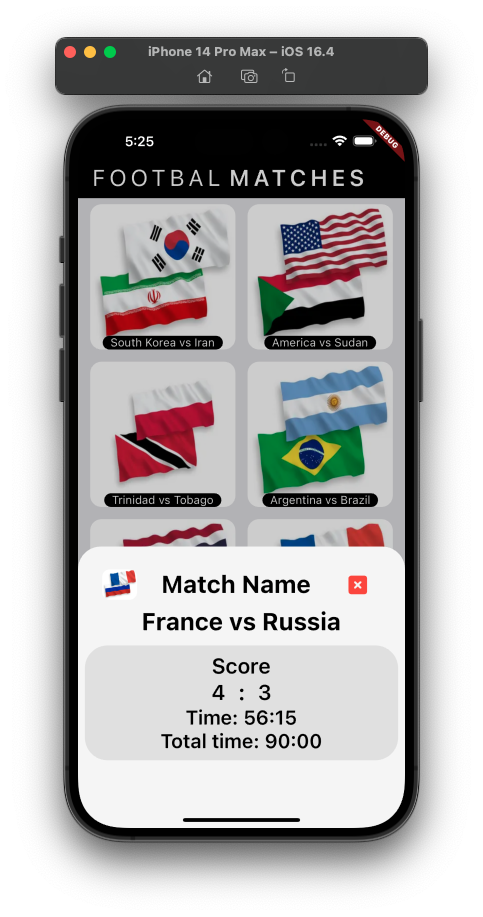 iPhone 14 Pro Max – iOS 16.4
5:25
DEBUG
FOOTBAL MATCHES
South Korea vs Iran
America vs Sudan
Trinidad vs Tobago
Argentina vs Brazil
Match Name
France vs Russia
Score
4 : 3
Time: 56:15
Total time: 90:00